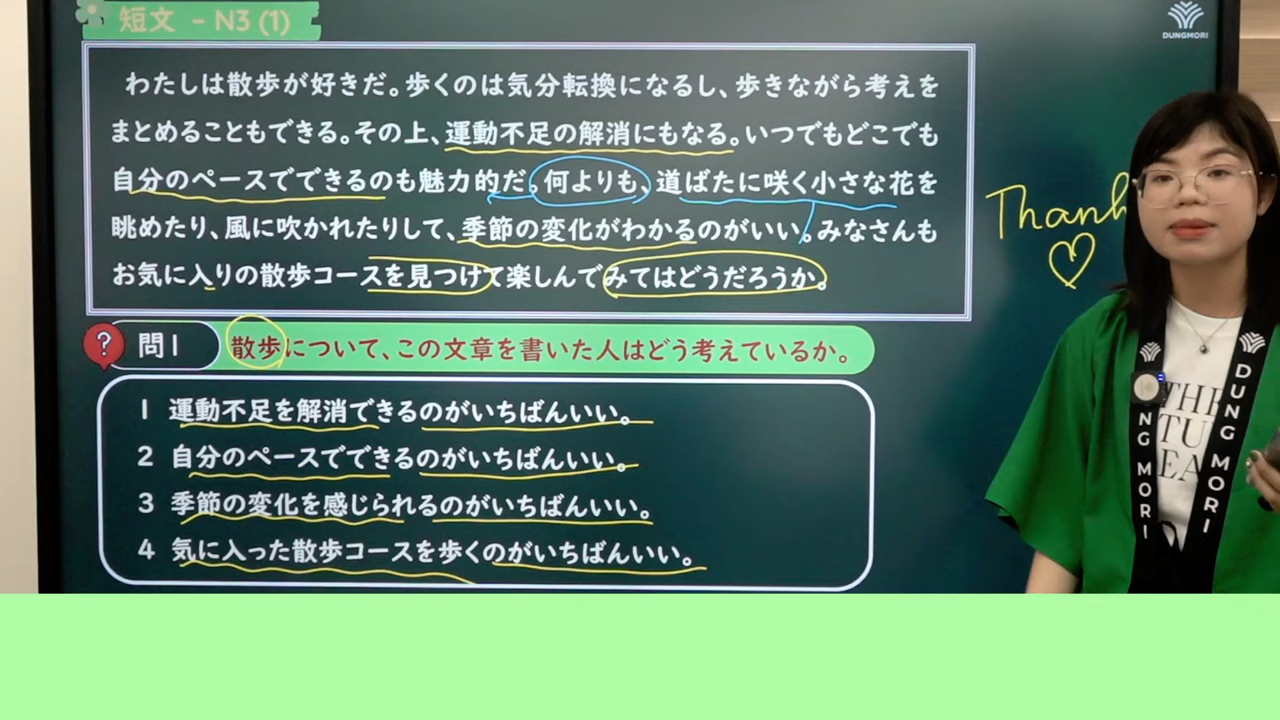 短文 - N3 (1)
DUNGMORI
わたしは散歩が好きだ。歩くのは気分転換になるし、歩きながら考えを
まとめることもできる。その上、運動不足の解消にもなる。いつでもどこでも
自分のペースでできるのも魅力的だ。何よりも、道ばたに咲く小さな花を
眺めたり、風に吹かれたりして、季節の変化がわかるのがいい。みなさんも
お気に入りの散歩コースを見つけて楽しんでみてはどうだろうか。
Thank
? 問1 散歩について、この文章を書いた人はどう考えているか。
1 運動不足を解消できるのがいちばんいい。
2 自分のペースでできるのがいちばんいい。
3 季節の変化を感じられるのがいちばんいい。
4 気に入った散歩コースを歩くのがいちばんいい。
DUNG MORI
NG MORI